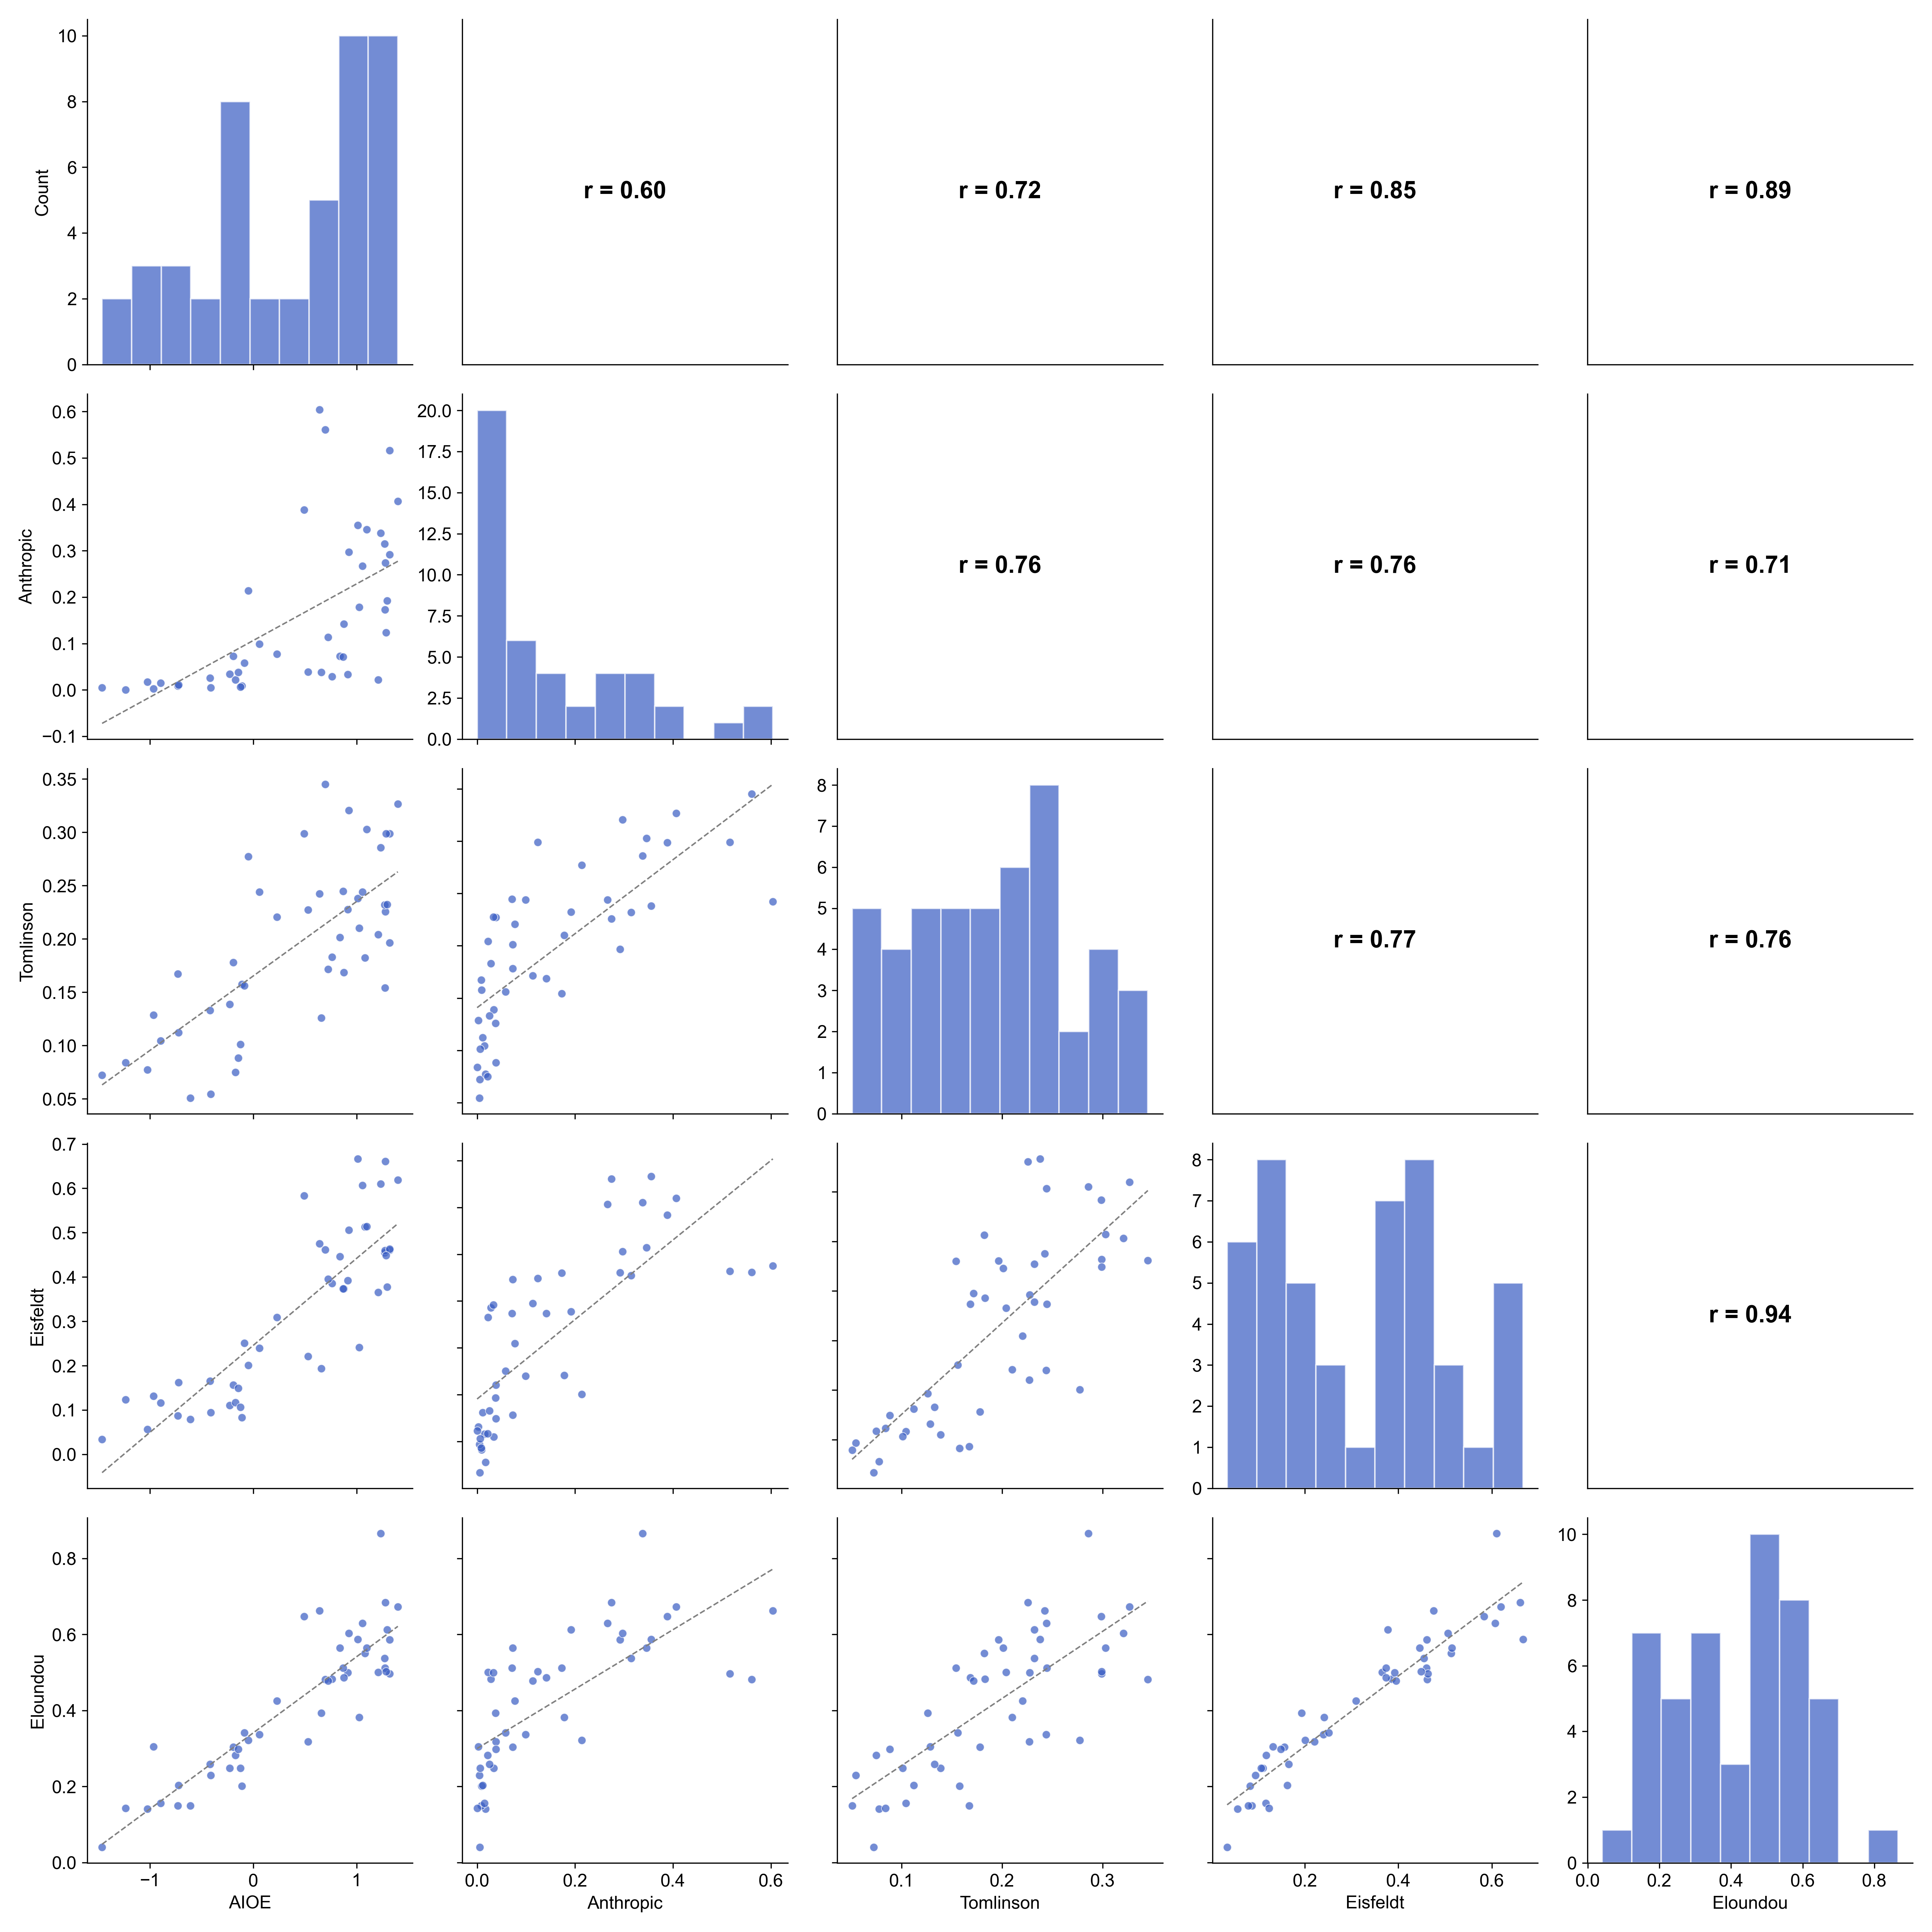 10
8
6
4
2
0
Count
r = 0.60
r = 0.72
r = 0.85
r = 0.89
0.6
0.5
0.4
0.3
0.2
0.1
0.0
−0.1
Anthropic
20.0
17.5
15.0
12.5
10.0
7.5
5.0
2.5
0.0
r = 0.76
r = 0.76
r = 0.71
0.35
0.30
0.25
0.20
0.15
0.10
0.05
Tomlinson
8
7
6
5
4
3
2
1
0
r = 0.77
r = 0.76
0.7
0.6
0.5
0.4
0.3
0.2
0.1
0.0
Eisfeldt
8
7
6
5
4
3
2
1
0
r = 0.94
0.8
0.6
0.4
0.2
0.0
Eloundou
10
8
6
4
2
0
−1 0 1
AIOE
0.0 0.2 0.4 0.6
Anthropic
0.1 0.2 0.3
Tomlinson
0.2 0.4 0.6
Eisfeldt
0.0 0.2 0.4 0.6 0.8
Eloundou